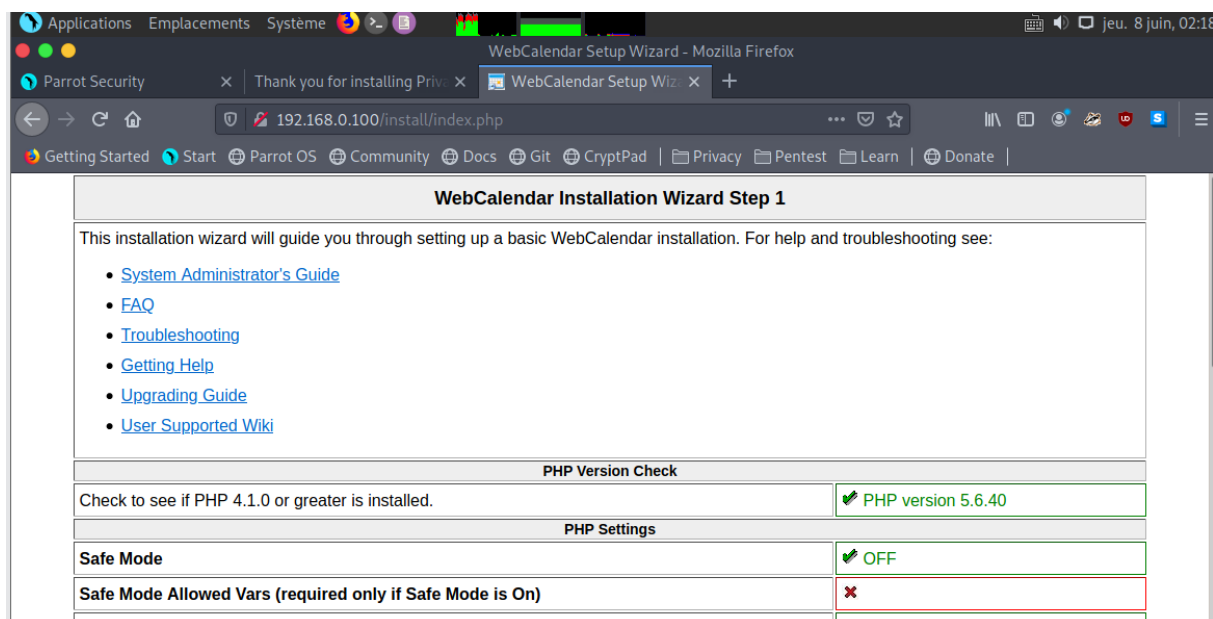 Applications Emplacements Système jeu. 8 juin, 02:18
WebCalendar Setup Wizard - Mozilla Firefox
Parrot Security Thank you for installing Priva WebCalendar Setup Wiza
192.168.0.100/install/index.php
Getting Started Start Parrot OS Community Docs Git CryptPad Privacy Pentest Learn Donate
WebCalendar Installation Wizard Step 1
This installation wizard will guide you through setting up a basic WebCalendar installation. For help and troubleshooting see:
System Administrator's Guide
FAQ
Troubleshooting
Getting Help
Upgrading Guide
User Supported Wiki
PHP Version Check
Check to see if PHP 4.1.0 or greater is installed. PHP version 5.6.40
PHP Settings
Safe Mode OFF
Safe Mode Allowed Vars (required only if Safe Mode is On)